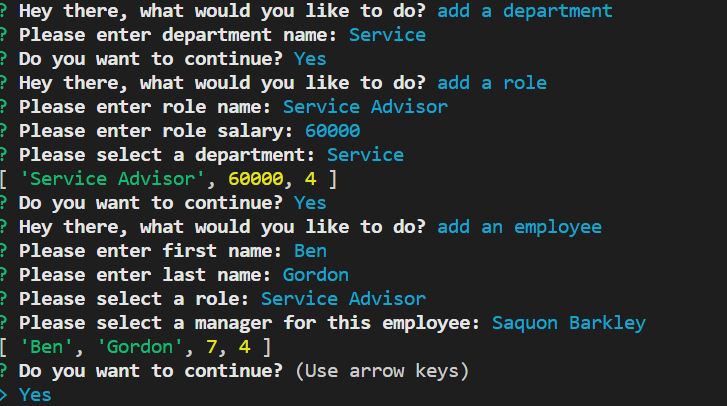 ? Hey there, what would you like to do? add a department
? Please enter department name: Service
? Do you want to continue? Yes
? Hey there, what would you like to do? add a role
? Please enter role name: Service Advisor
? Please enter role salary: 60000
? Please select a department: Service
[ 'Service Advisor', 60000, 4 ]
? Do you want to continue? Yes
? Hey there, what would you like to do? add an employee
? Please enter first name: Ben
? Please enter last name: Gordon
? Please select a role: Service Advisor
? Please select a manager for this employee: Saquon Barkley
[ 'Ben', 'Gordon', 7, 4 ]
? Do you want to continue? (Use arrow keys)
> Yes